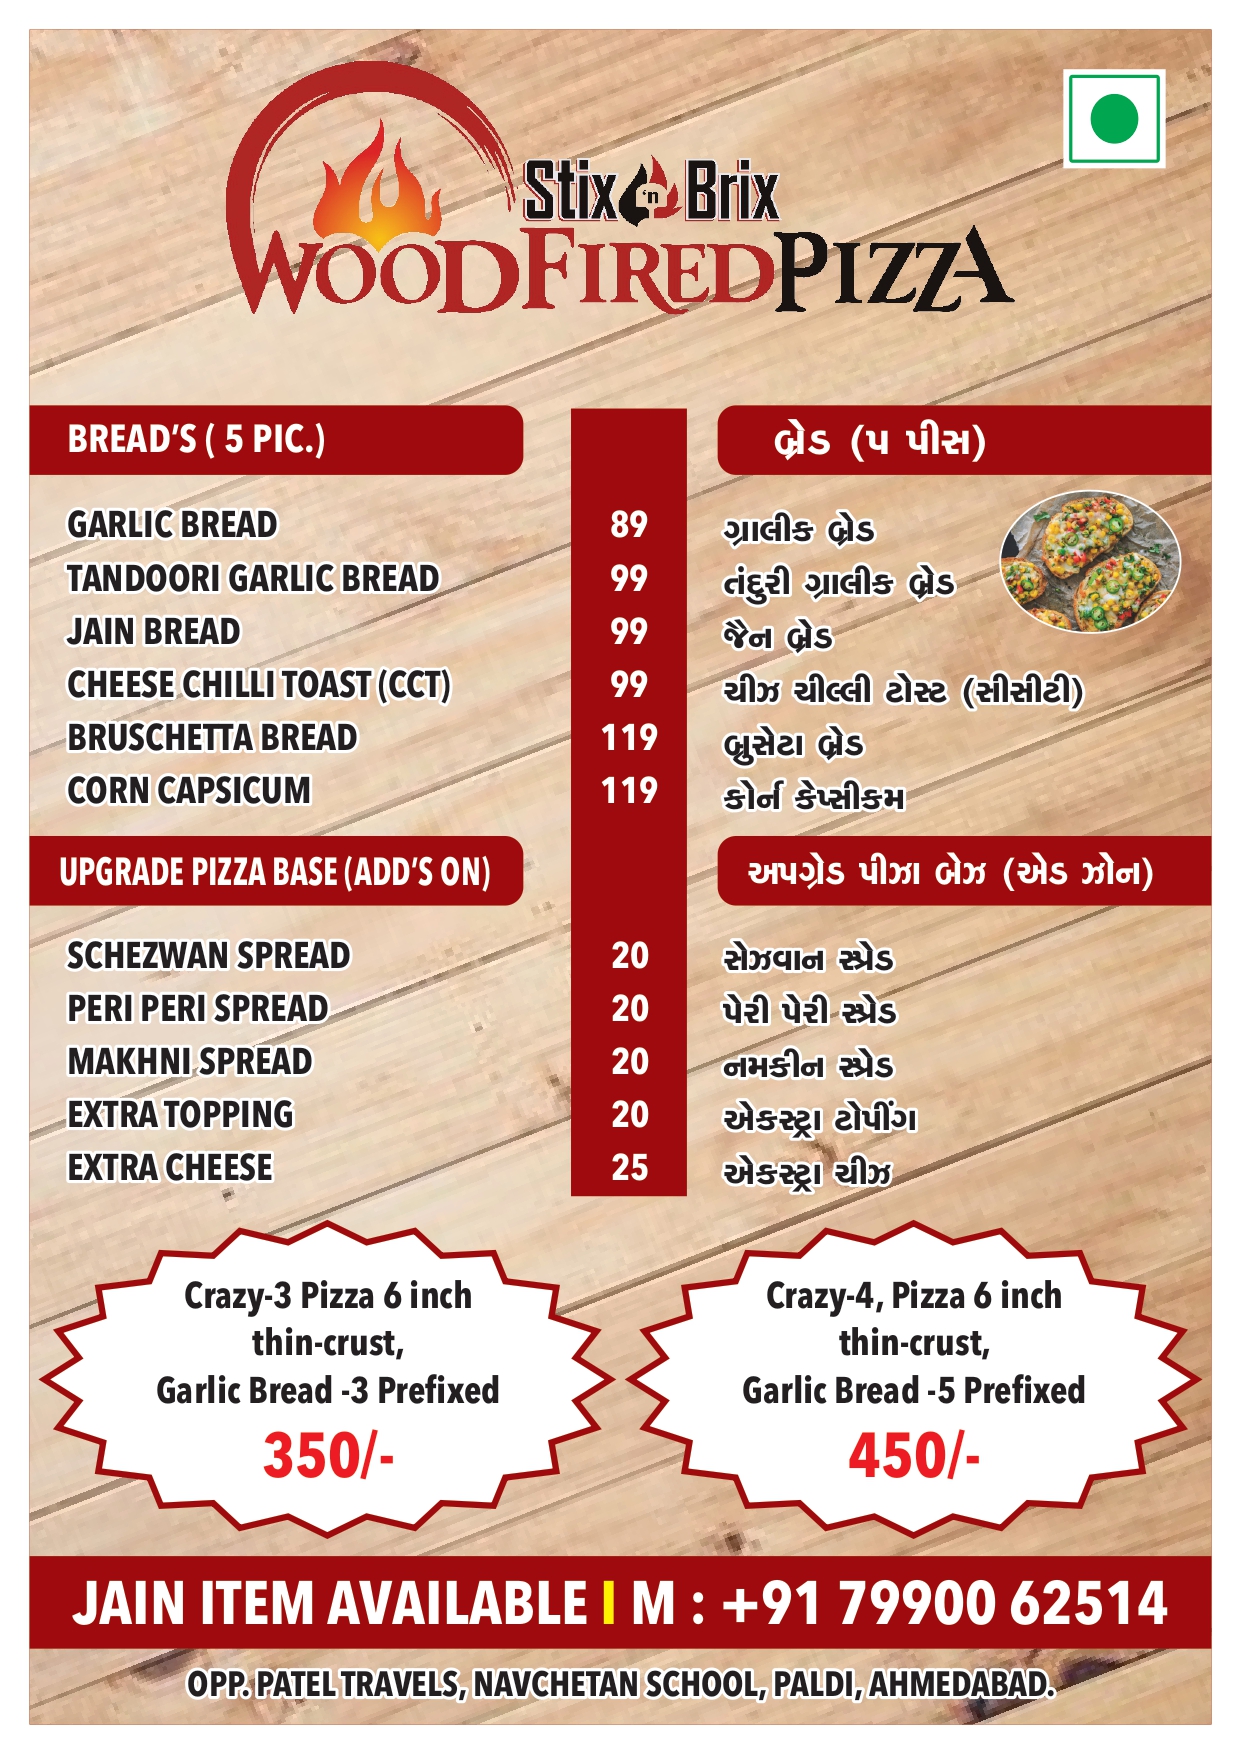 Stix 'n Brix
WOODFIRED PIZZA
BREAD'S ( 5 PIC.)
બ્રેડ (૫ પીસ)
GARLIC BREAD 89 ગ્રાલીક બ્રેડ
TANDOORI GARLIC BREAD 99 તંદુરી ગ્રાલીક બ્રેડ
JAIN BREAD 99 જૈન બ્રેડ
CHEESE CHILLI TOAST (CCT) 99 ચીઝ ચીલ્લી ટોસ્ટ (સીસીટી)
BRUSCHETTA BREAD 119 બ્રુસેટા બ્રેડ
CORN CAPSICUM 119 કોર્ન કેપ્સીકમ
UPGRADE PIZZA BASE (ADD'S ON)
અપગ્રેડ પીઝા બેઝ (એડ ઝોન)
SCHEZWAN SPREAD 20 સેઝવાન સ્પ્રેડ
PERI PERI SPREAD 20 પેરી પેરી સ્પ્રેડ
MAKHNI SPREAD 20 નમકીન સ્પ્રેડ
EXTRA TOPPING 20 એકસ્ટ્રા ટોપીંગ
EXTRA CHEESE 25 એકસ્ટ્રા ચીઝ
Crazy-3 Pizza 6 inch
thin-crust,
Garlic Bread -3 Prefixed
350/-
Crazy-4, Pizza 6 inch
thin-crust,
Garlic Bread -5 Prefixed
450/-
JAIN ITEM AVAILABLE I M : +91 79900 62514
OPP. PATEL TRAVELS, NAVCHETAN SCHOOL, PALDI, AHMEDABAD.